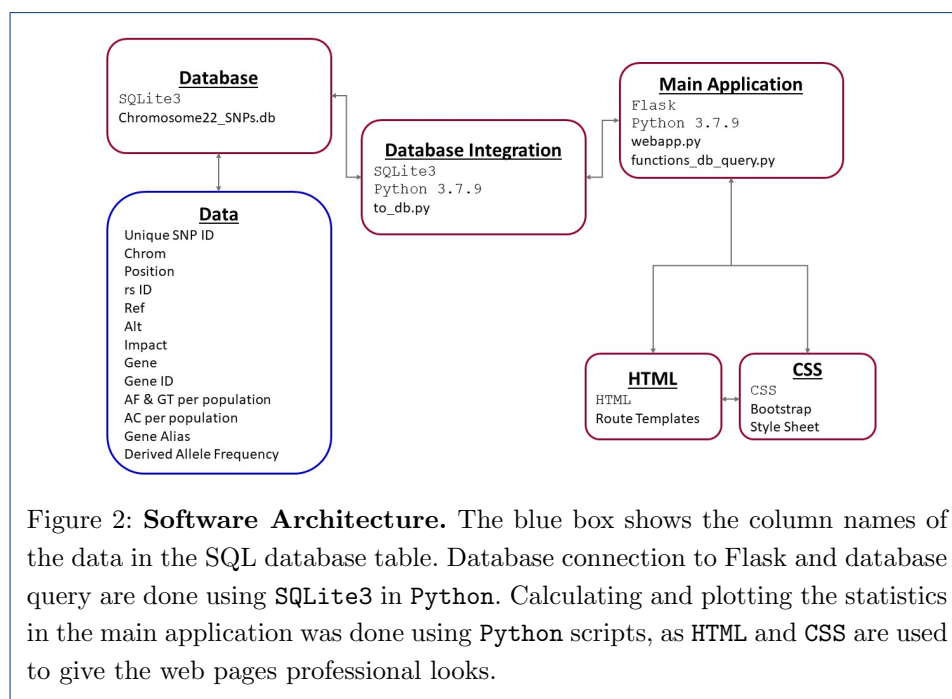 Database
SQLite3
Chromosome22_SNPs.db
Data
Unique SNP ID
Chrom
Position
rs ID
Ref
Alt
Impact
Gene
Gene ID
AF & GT per population
AC per population
Gene Alias
Derived Allele Frequency
Database Integration
SQLite3
Python 3.7.9
to_db.py
Main Application
Flask
Python 3.7.9
webapp.py
functions_db_query.py
HTML
HTML
Route Templates
CSS
CSS
Bootstrap
Style Sheet
Figure 2: Software Architecture. The blue box shows the column names of
the data in the SQL database table. Database connection to Flask and database
query are done using SQLite3 in Python. Calculating and plotting the statistics
in the main application was done using Python scripts, as HTML and CSS are used
to give the web pages professional looks.